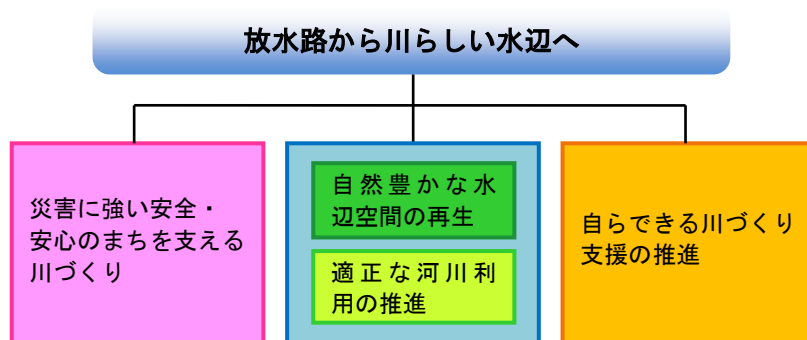 放水路から川らしい水辺へ
災害に強い安全・
安心のまちを支える
川づくり
自然豊かな水
辺空間の再生
適正な河川利
用の推進
自らできる川づくり
支援の推進